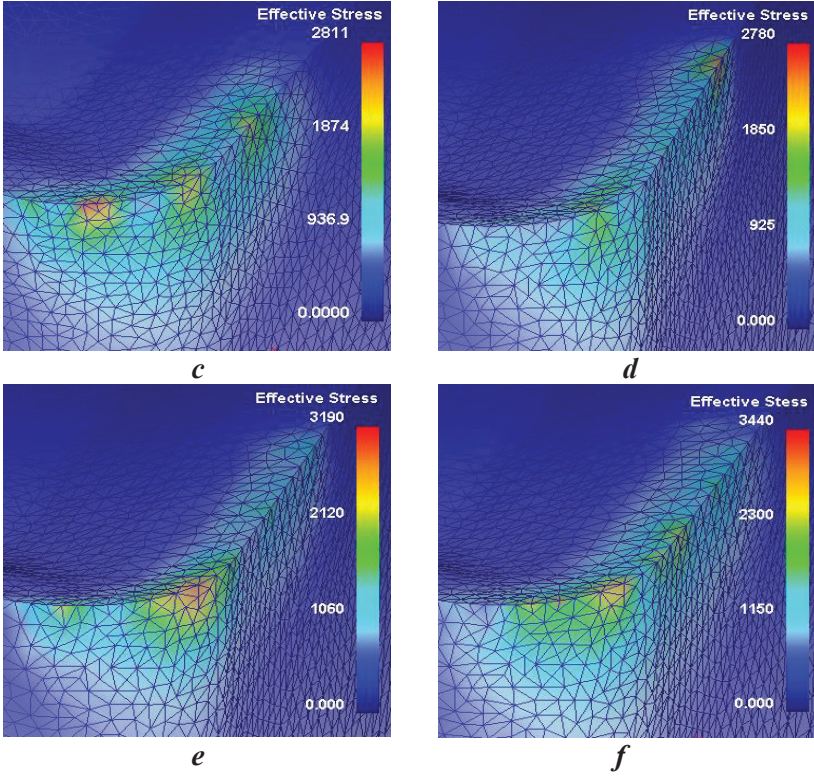 Effective Stress
2811
1874
936.9
0.0000
c
Effective Stress
2780
1850
925
0.000
d
Effective Stress
3190
2120
1060
0.000
e
Effective Stess
3440
2300
1150
0.000
f